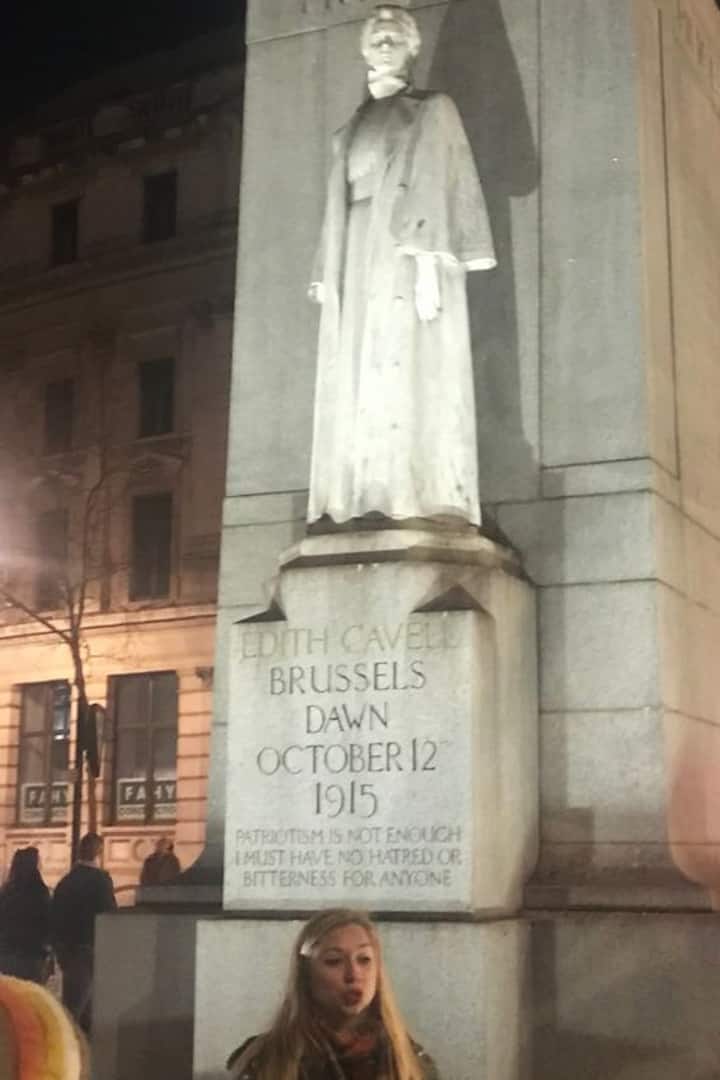 EDITH CAVELL
BRUSSELS
DAWN
OCTOBER 12TH
1915
PATRIOTISM IS NOT ENOUGH
I MUST HAVE NO HATRED OR
BITTERNESS FOR ANYONE
FAHY
FAHY